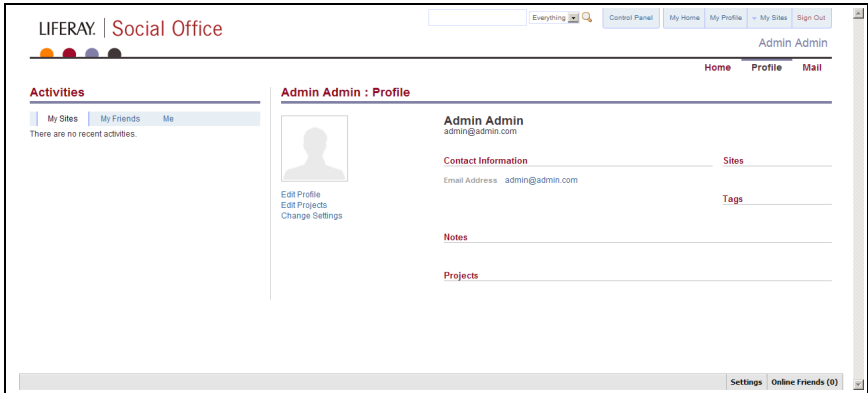 LIFERAY. Social Office
Everything
Control Panel
My Home My Profile My Sites Sign Out
Admin Admin
Home Profile Mail
Activities
My Sites My Friends Me
There are no recent activities.
Admin Admin : Profile
Edit Profile
Edit Projects
Change Settings
Admin Admin
admin@admin.com
Contact Information
Email Address admin@admin.com
Sites
Tags
Notes
Projects
Settings Online Friends (0)